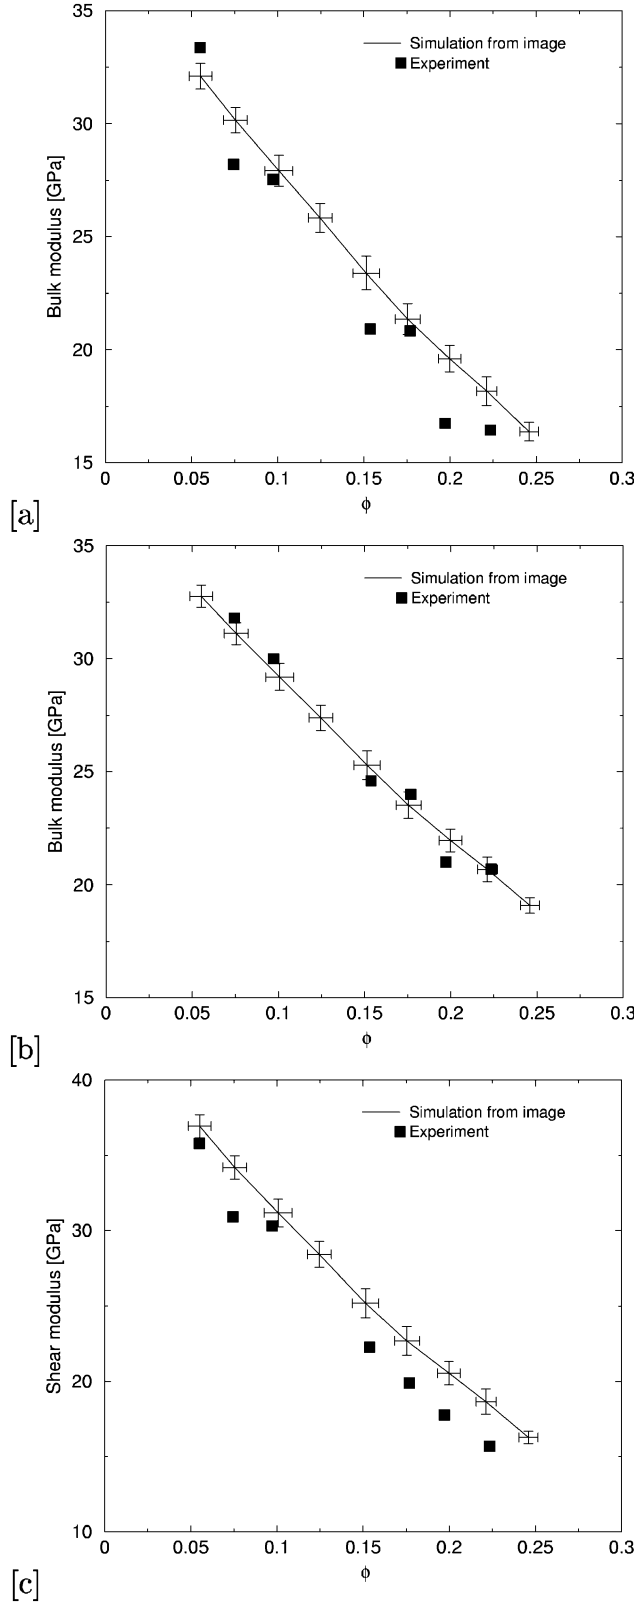 35
Simulation from image
Experiment
30
Bulk modulus [GPa]
25
20
15
0 0.05 0.1 0.15 0.2 0.25 0.3
ϕ
[a]
35
Simulation from image
Experiment
30
Bulk modulus [GPa]
25
20
15
0 0.05 0.1 0.15 0.2 0.25 0.3
ϕ
[b]
40
Simulation from image
Experiment
30
Shear modulus [GPa]
20
10
0 0.05 0.1 0.15 0.2 0.25 0.3
ϕ
[c]